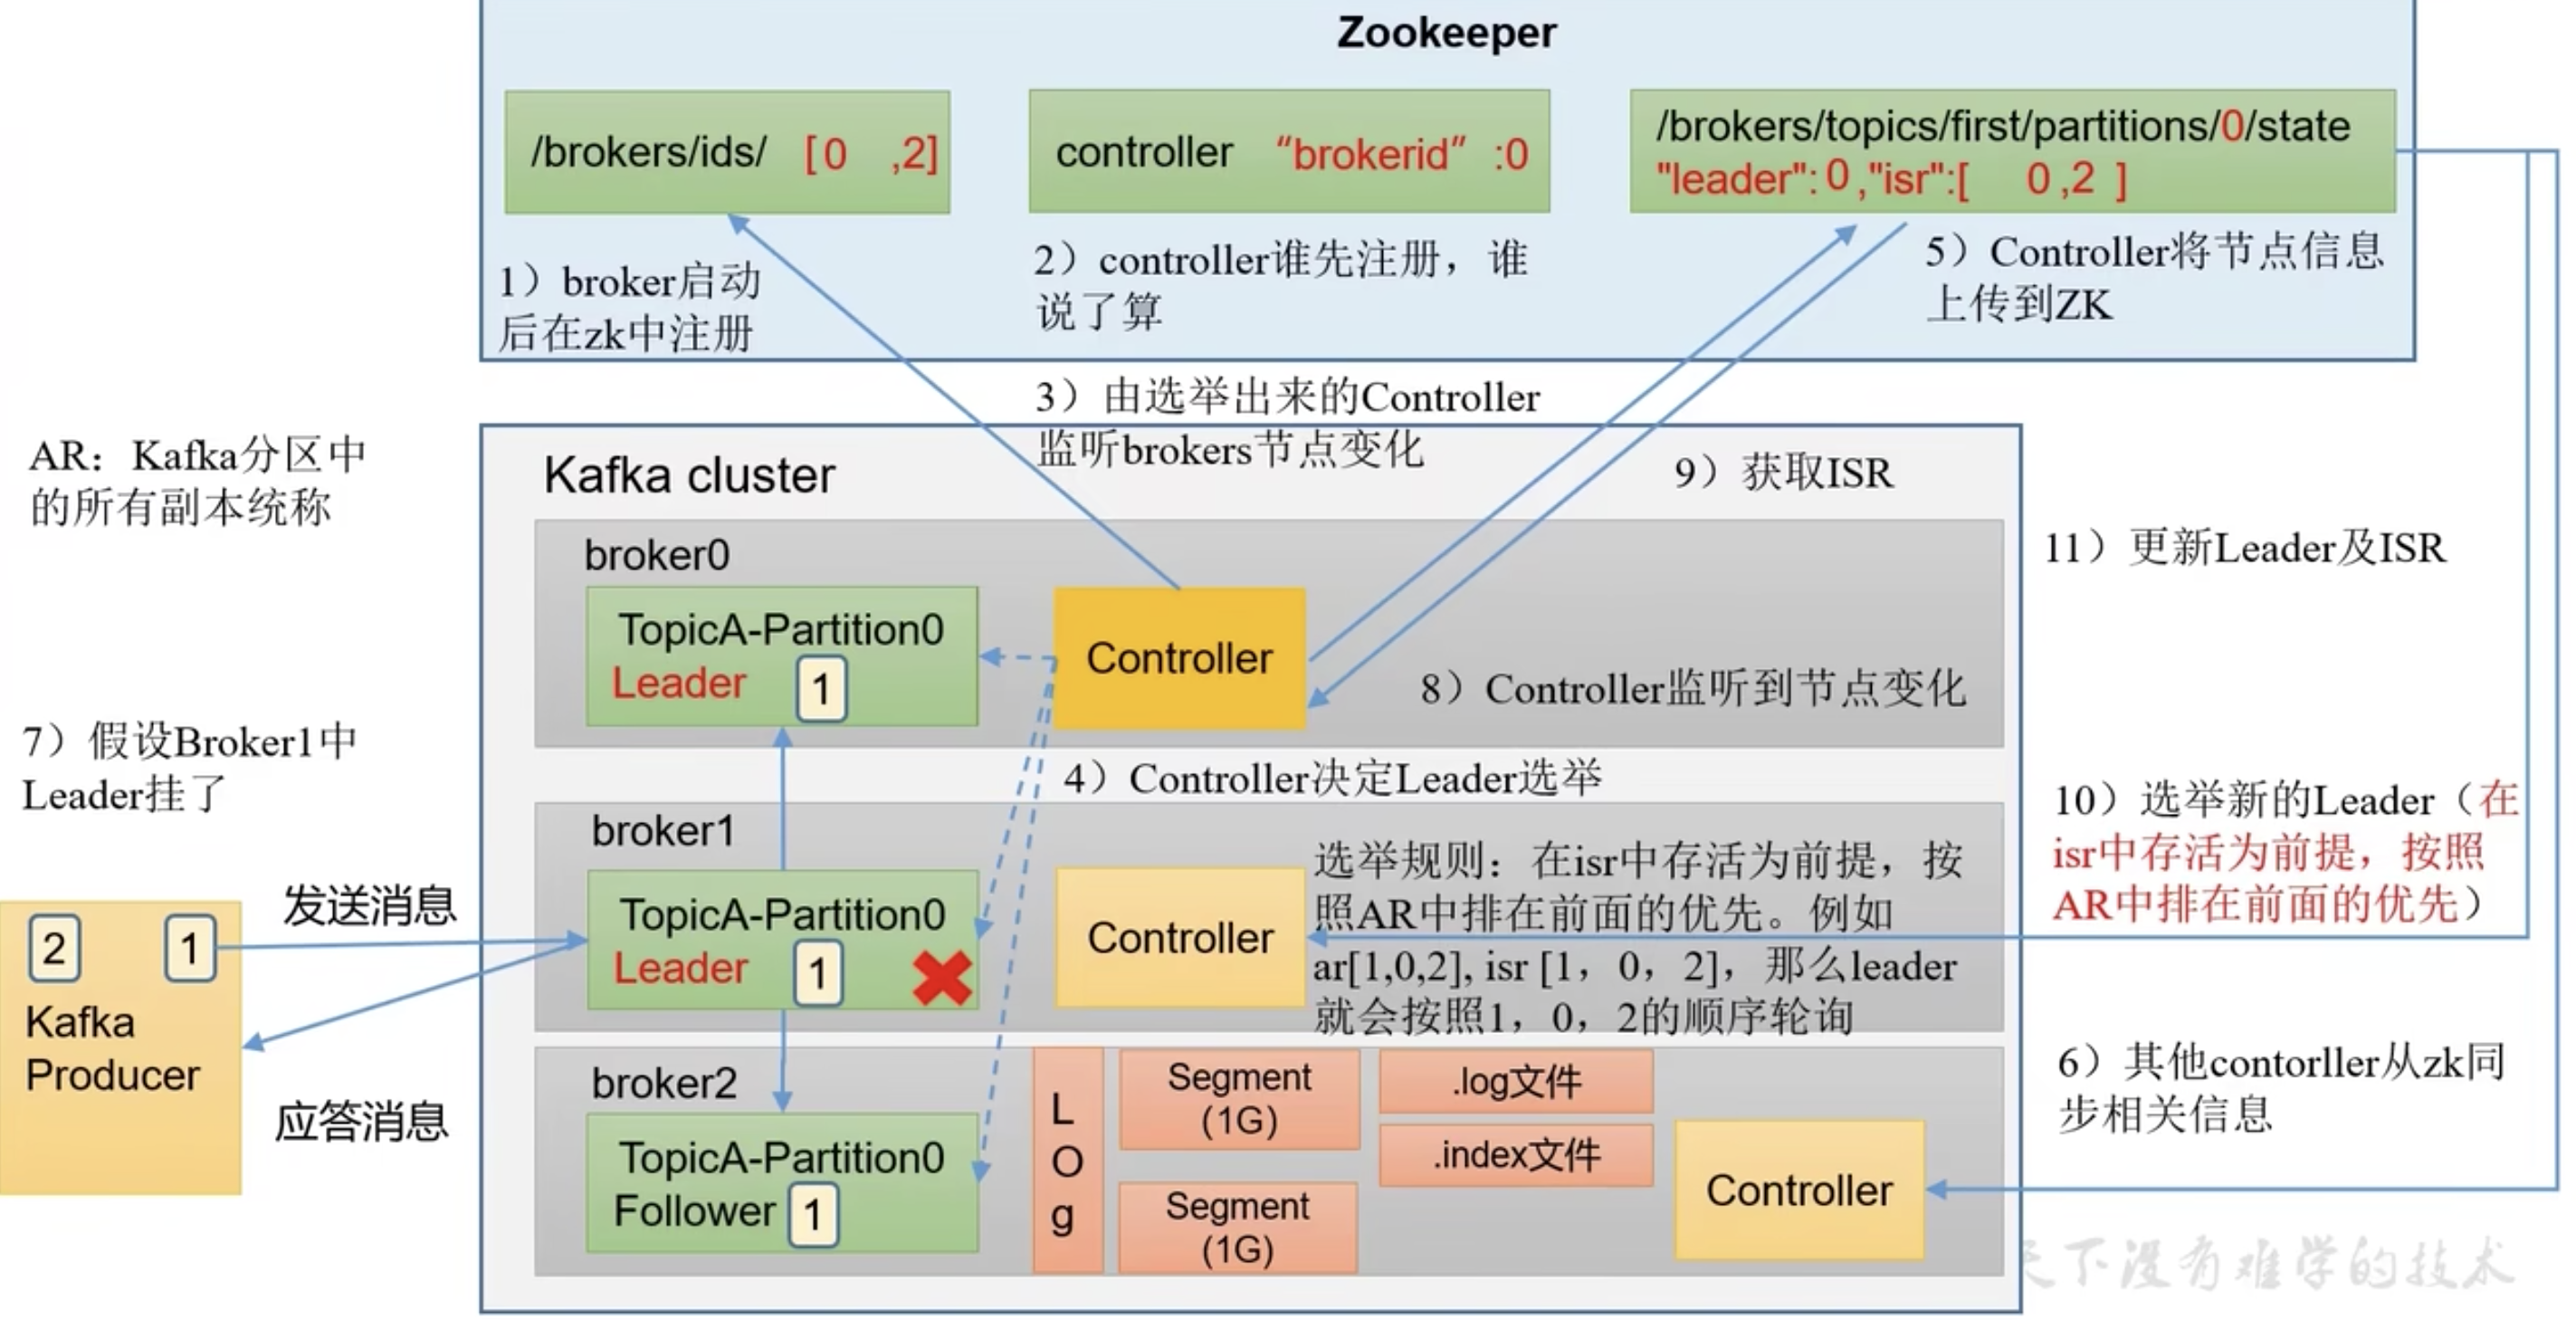 Zookeeper
/brokers/ids/ [0 ,2]
controller “brokerid” :0
/brokers/topics/first/partitions/0/state
"leader":0,"isr":[ 0,2 ]
1）broker启动
后在zk中注册
2）controller谁先注册，谁
说了算
5）Controller将节点信息
上传到ZK
3）由选举出来的Controller
监听brokers节点变化
AR：Kafka分区中
的所有副本统称
Kafka cluster
9）获取ISR
11）更新Leader及ISR
broker0
TopicA-Partition0
Leader 1
Controller
8）Controller监听到节点变化
7）假设Broker1中
Leader挂了
4）Controller决定Leader选举
10）选举新的Leader（在
isr中存活为前提，按照
AR中排在前面的优先）
broker1
TopicA-Partition0
Leader 1
Controller
选举规则：在isr中存活为前提，按
照AR中排在前面的优先。例如
ar[1,0,2], isr [1，0，2]，那么leader
就会按照1，0，2的顺序轮询
发送消息
2 1
Kafka
Producer
应答消息
broker2
TopicA-Partition0
Follower 1
L
O
g
Segment
(1G)
Segment
(1G)
.log文件
.index文件
Controller
6）其他contorller从zk同
步相关信息
天下没有难学的技术